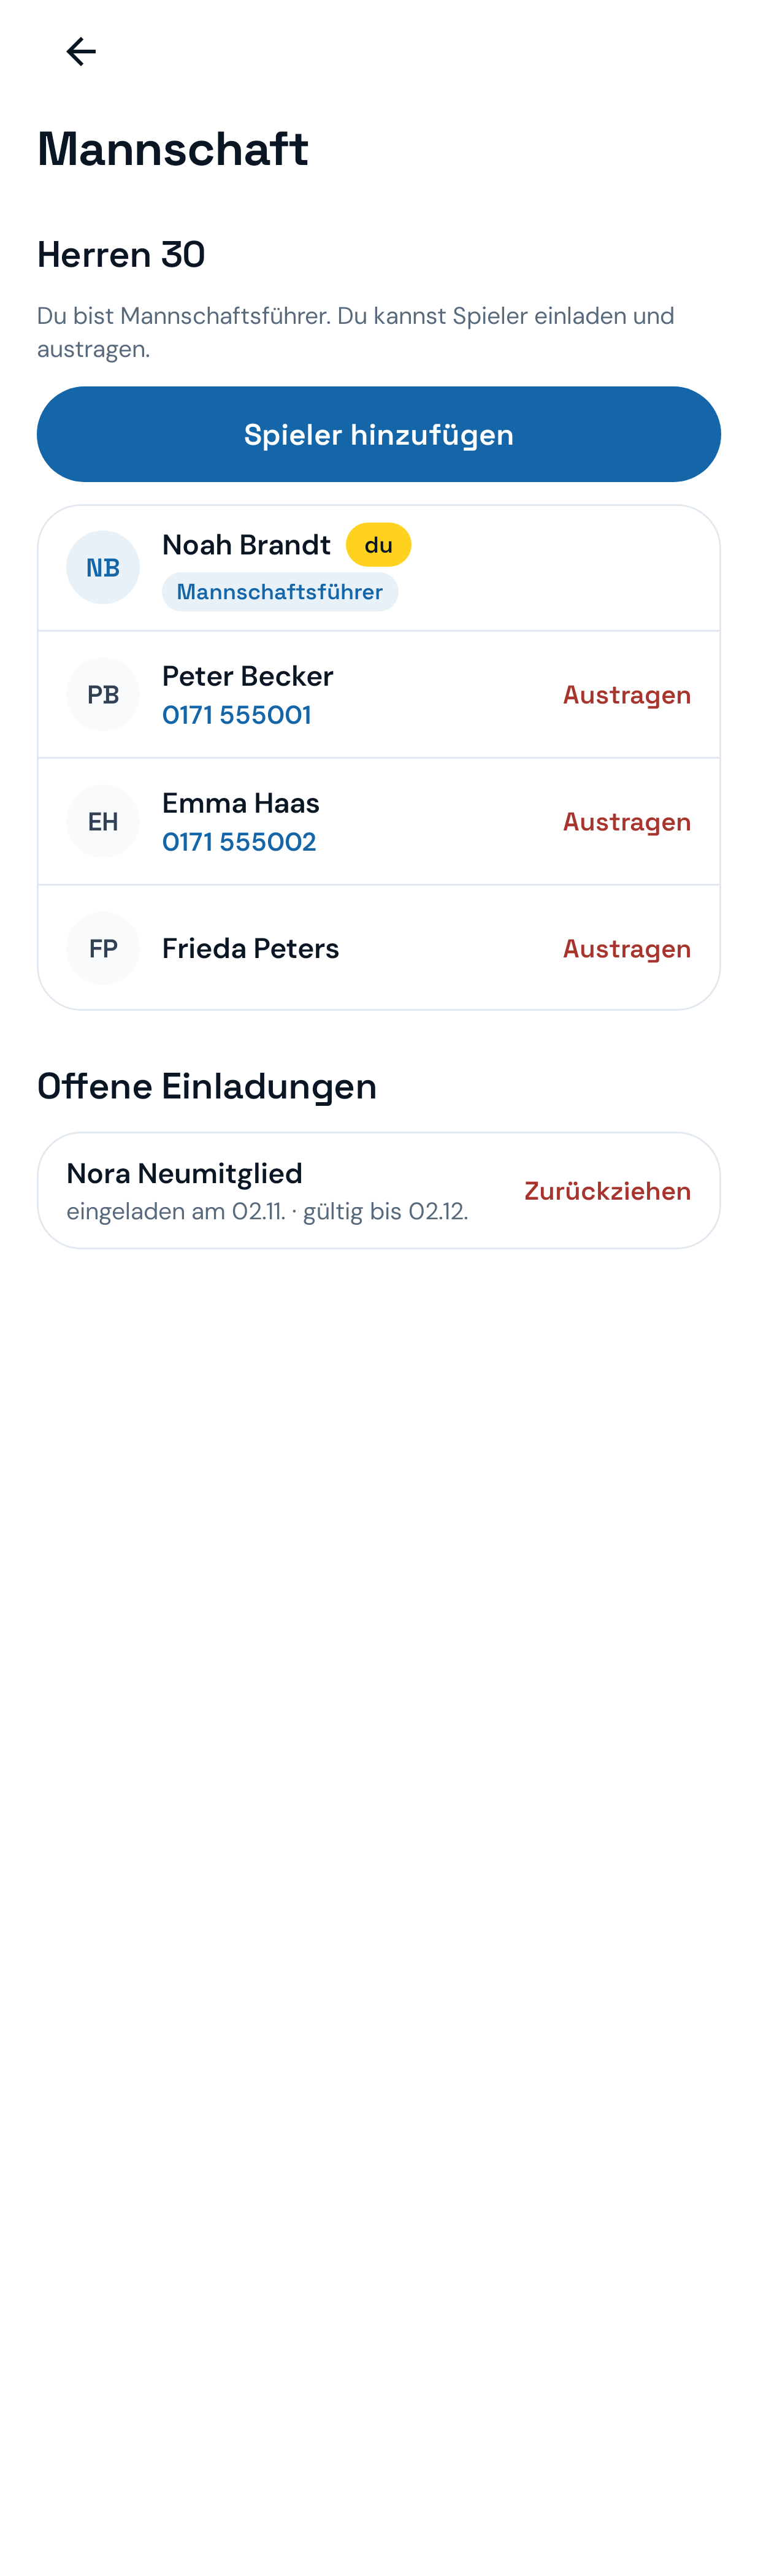 Mannschaft
Herren 30
Du bist Mannschaftsführer. Du kannst Spieler einladen und
austragen.
Spieler hinzufügen
NB
Noah Brandt
du
Mannschaftsführer
PB
Peter Becker
0171 555001
Austragen
EH
Emma Haas
0171 555002
Austragen
FP
Frieda Peters
Austragen
Offene Einladungen
Nora Neumitglied
eingeladen am 02.11. · gültig bis 02.12.
Zurückziehen